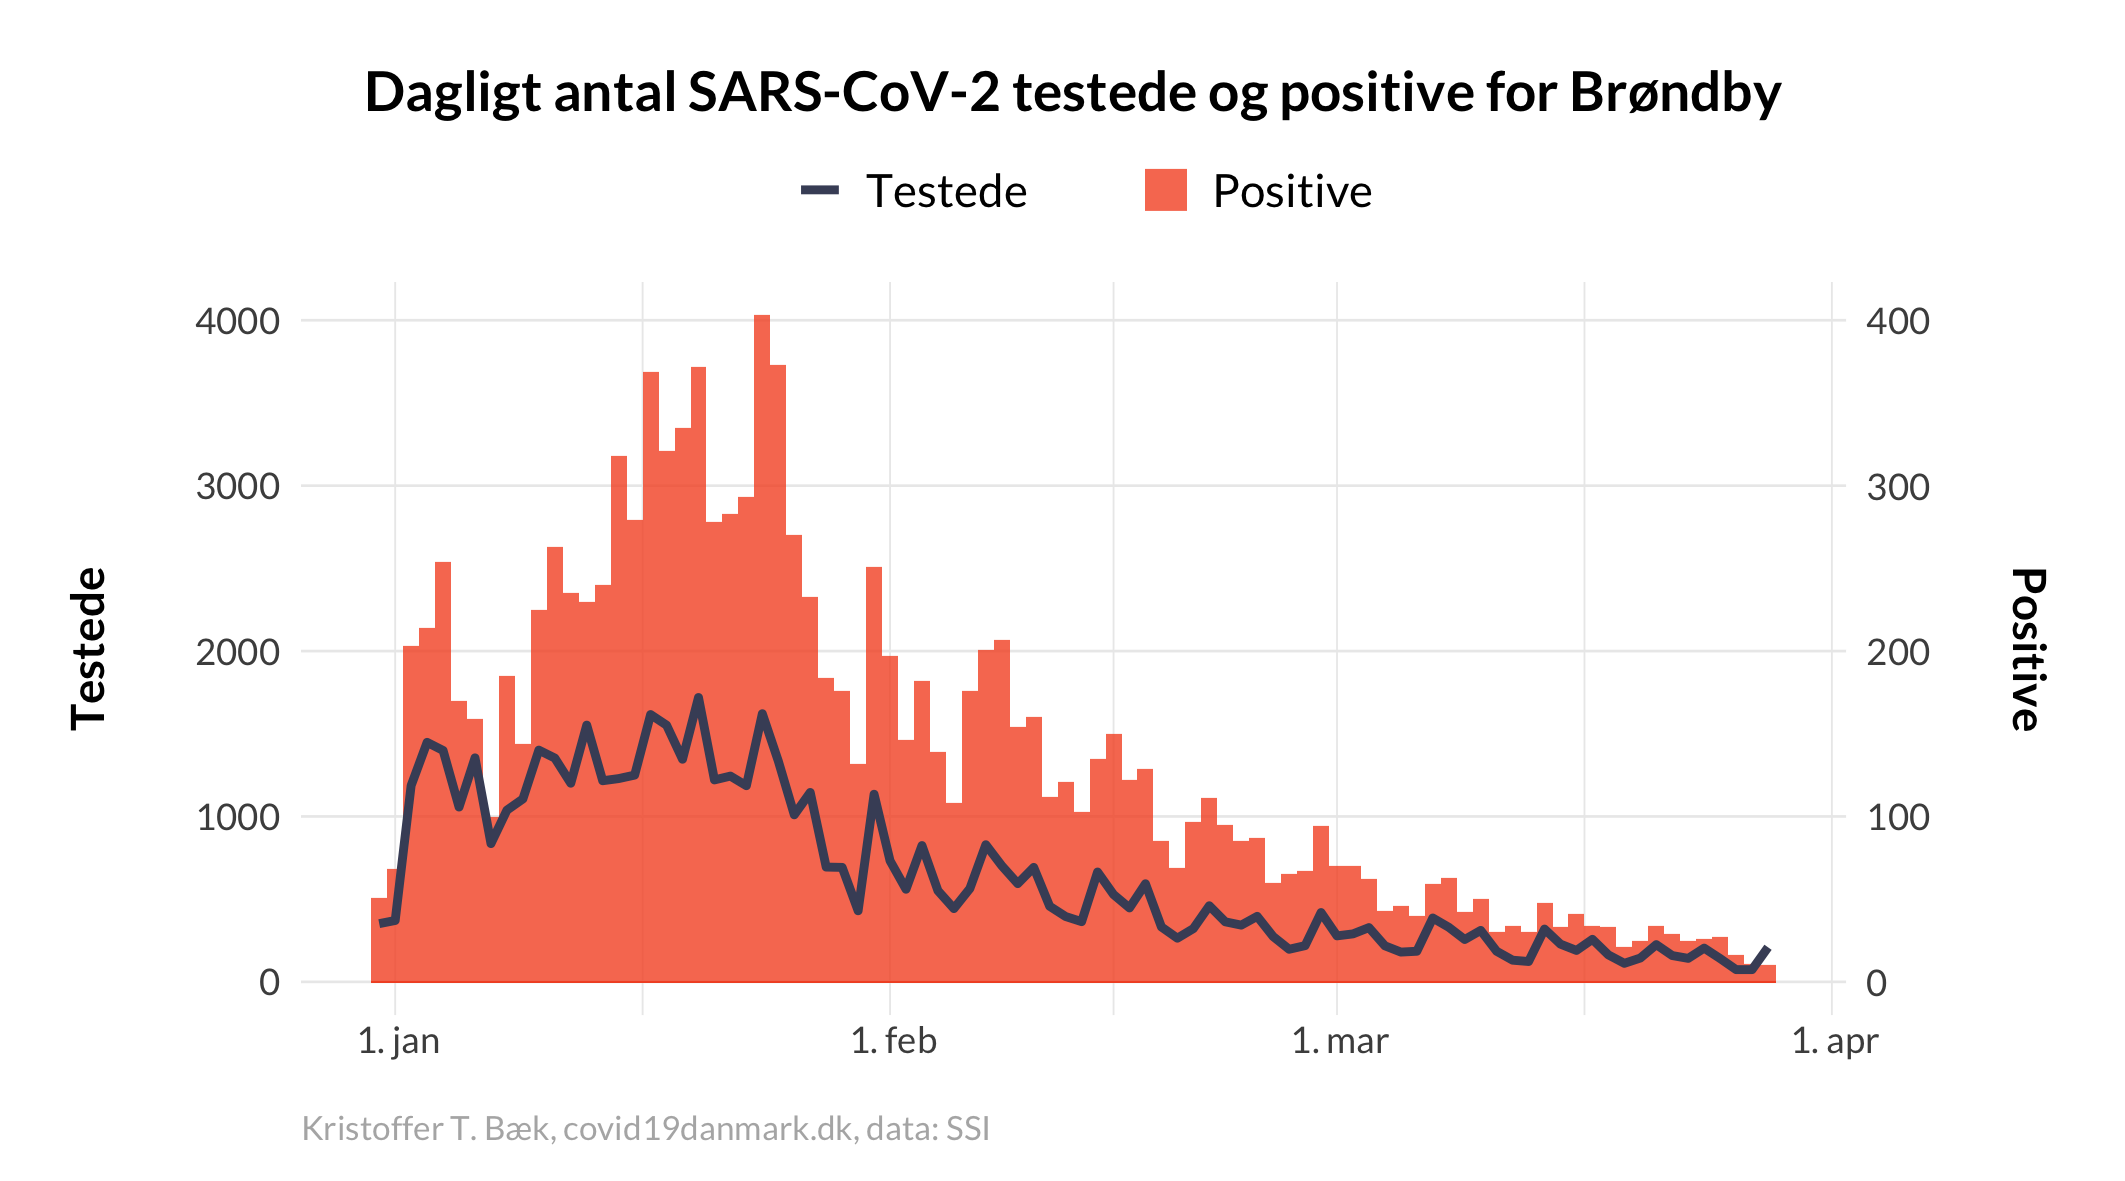 Dagligt antal SARS-CoV-2 testede og positive for Brøndby
Testede Positive
4000 400
3000 300
Testede Positive
2000 200
1000 100
0 0
1. jan 1. feb 1. mar 1. apr
Kristoffer T. Bæk, covid19danmark.dk, data: SSI